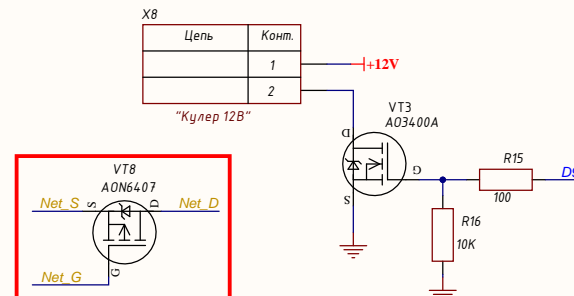 X8
Цепь Конт.
1
+12V
2
"Кулер 12В"
VT3
AO3400A
D
G
S
R15
100
R16
10K
VT8
AON6407
Net_S S D Net_D
G
Net_G